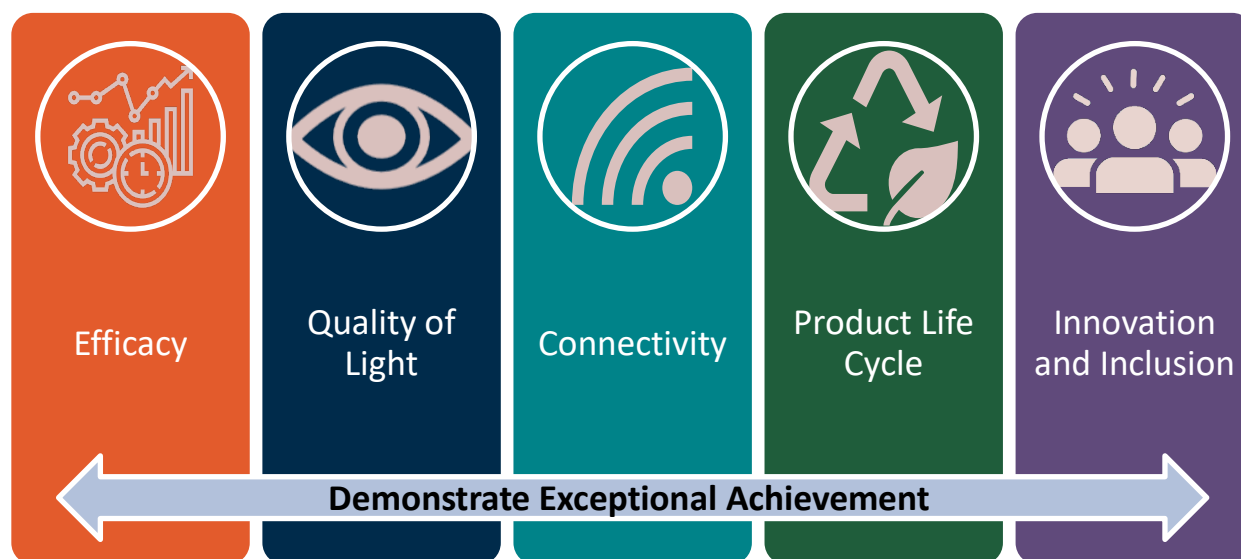 Efficacy
Quality of
Light
Connectivity
Product Life
Cycle
Innovation
and Inclusion
Demonstrate Exceptional Achievement